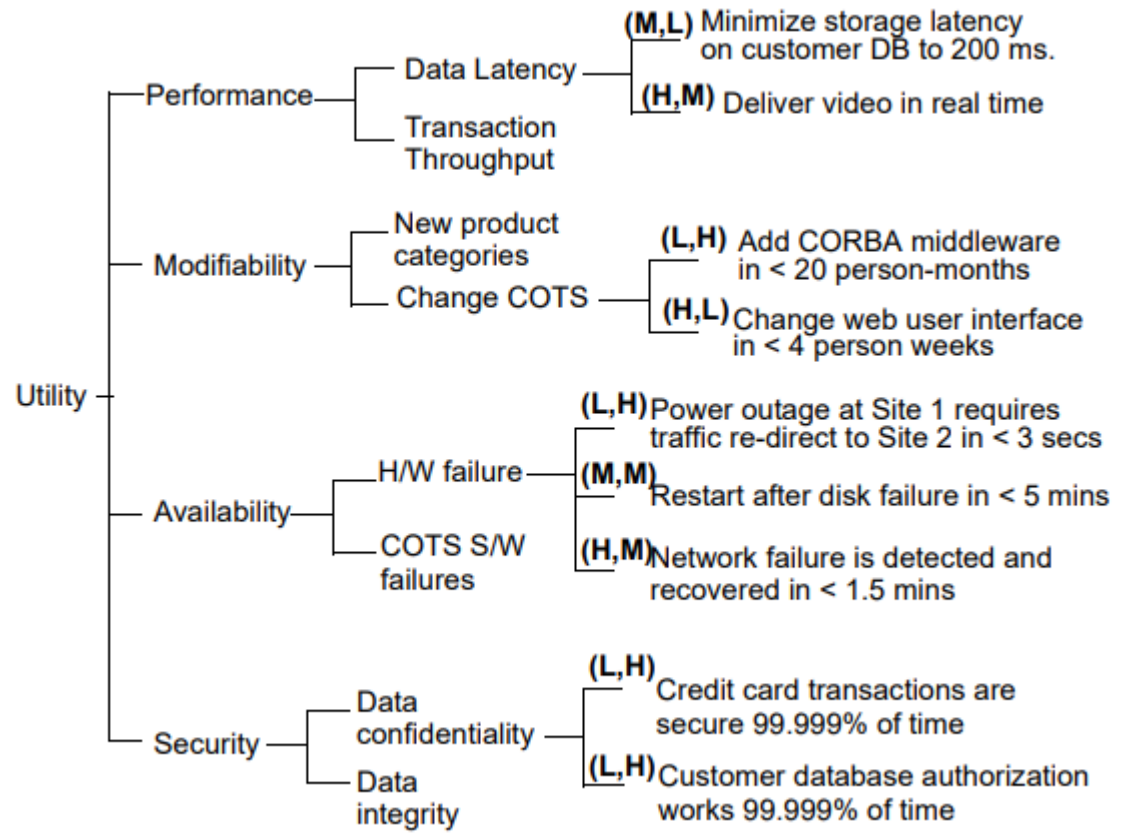 Utility
Performance
Data Latency
(M,L) Minimize storage latency
on customer DB to 200 ms.
(H,M) Deliver video in real time
Transaction
Throughput
Modifiability
New product
categories
Change COTS
(L,H) Add CORBA middleware
in < 20 person-months
(H,L) Change web user interface
in < 4 person weeks
Availability
H/W failure
(L,H) Power outage at Site 1 requires
traffic re-direct to Site 2 in < 3 secs
(M,M) Restart after disk failure in < 5 mins
(H,M) Network failure is detected and
recovered in < 1.5 mins
COTS S/W
failures
Security
Data
confidentiality
(L,H) Credit card transactions are
secure 99.999% of time
(L,H) Customer database authorization
works 99.999% of time
Data
integrity